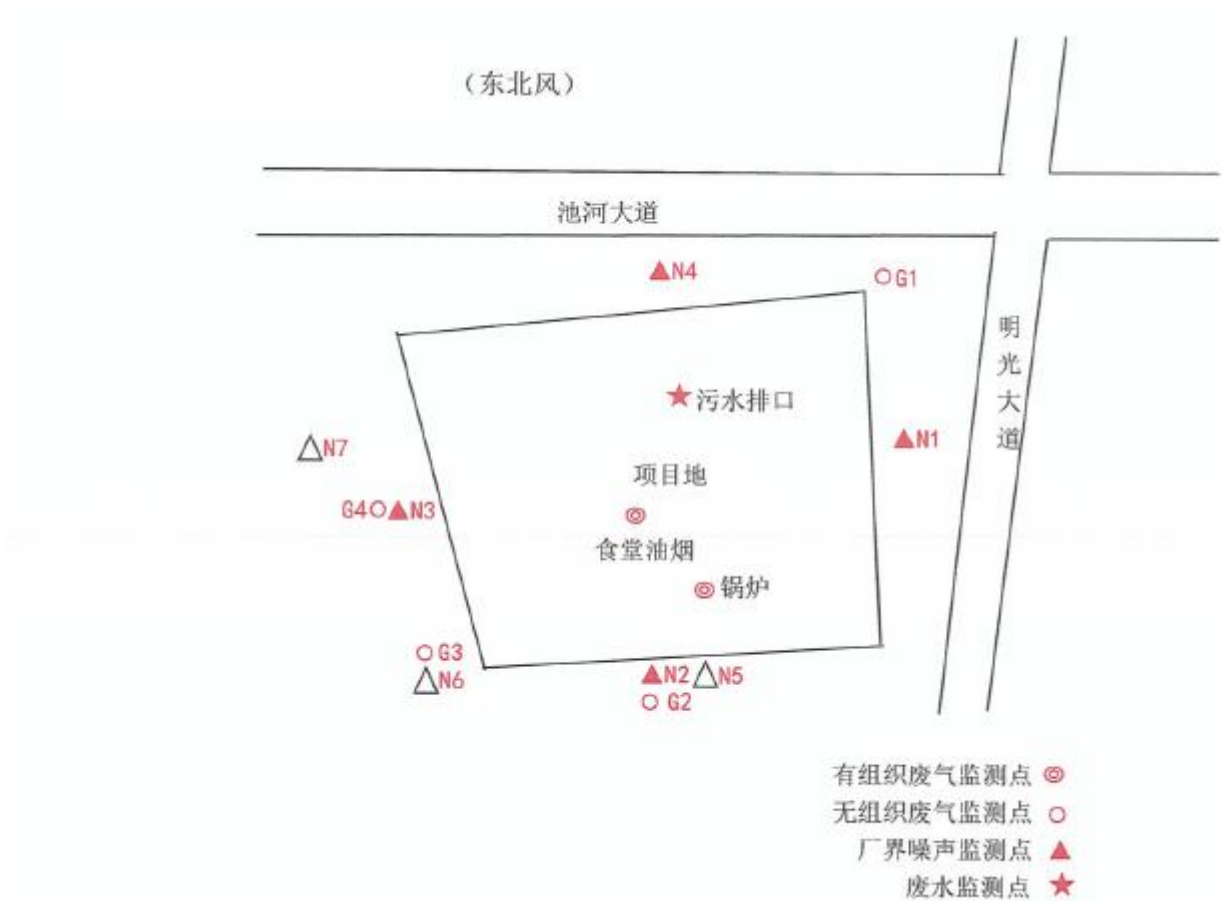 （东北风）
池河大道
N4
G1
明光大道
污水排口
N1
N7
项目地
G4
N3
食堂油烟
锅炉
G3
N6
N2
N5
G2
有组织废气监测点
无组织废气监测点
厂界噪声监测点
废水监测点